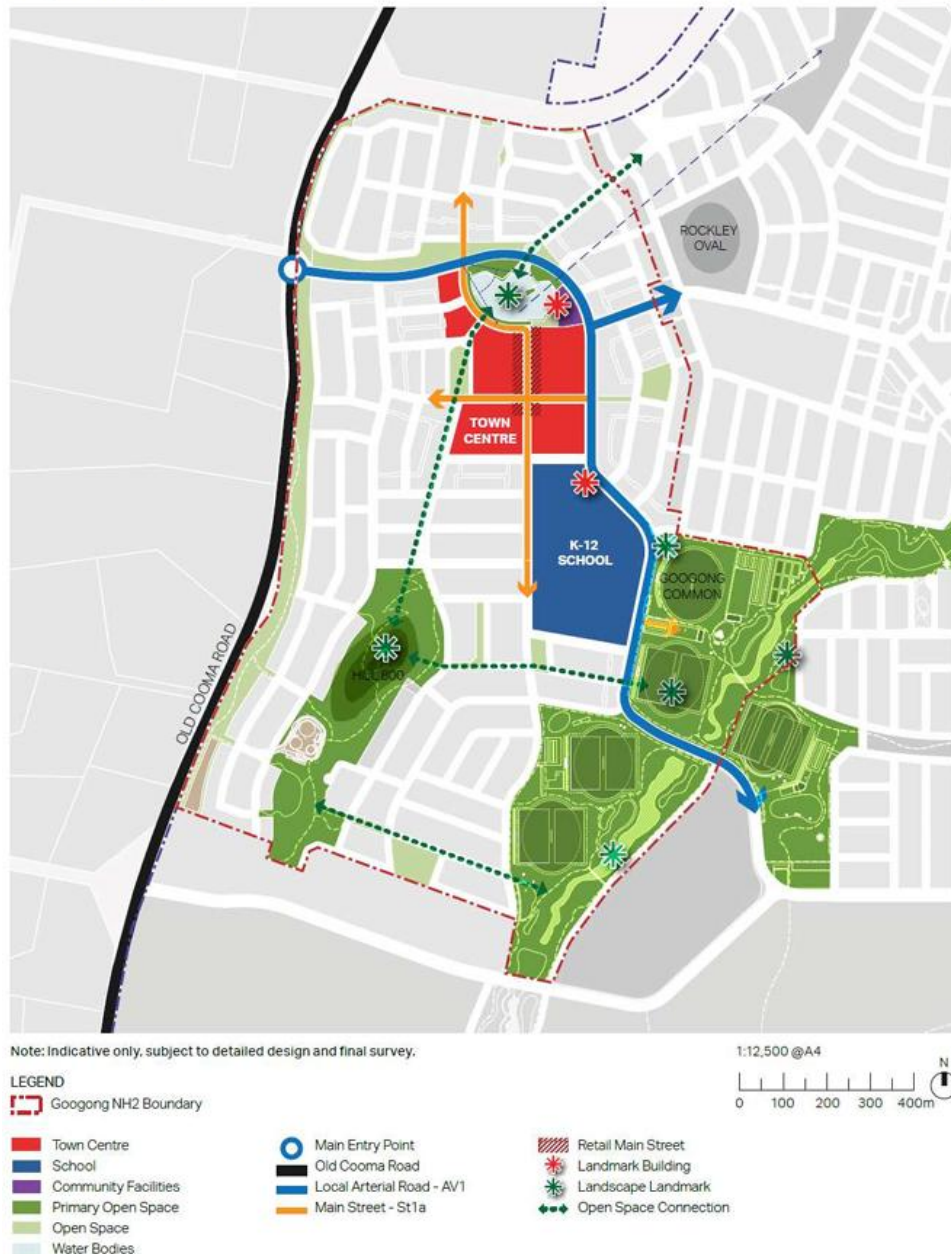 ROCKLEY
OVAL
TOWN
CENTRE
K-12
SCHOOL
GOOGONG
COMMON
HILL 800
OLD COOMA ROAD
Note: Indicative only, subject to detailed design and final survey.
1:12,500 @A4
N
0 100 200 300 400m
LEGEND
Googong NH2 Boundary
Town Centre
School
Community Facilities
Primary Open Space
Open Space
Water Bodies
Main Entry Point
Old Cooma Road
Local Arterial Road - AV1
Main Street - St1a
Retail Main Street
Landmark Building
Landscape Landmark
Open Space Connection